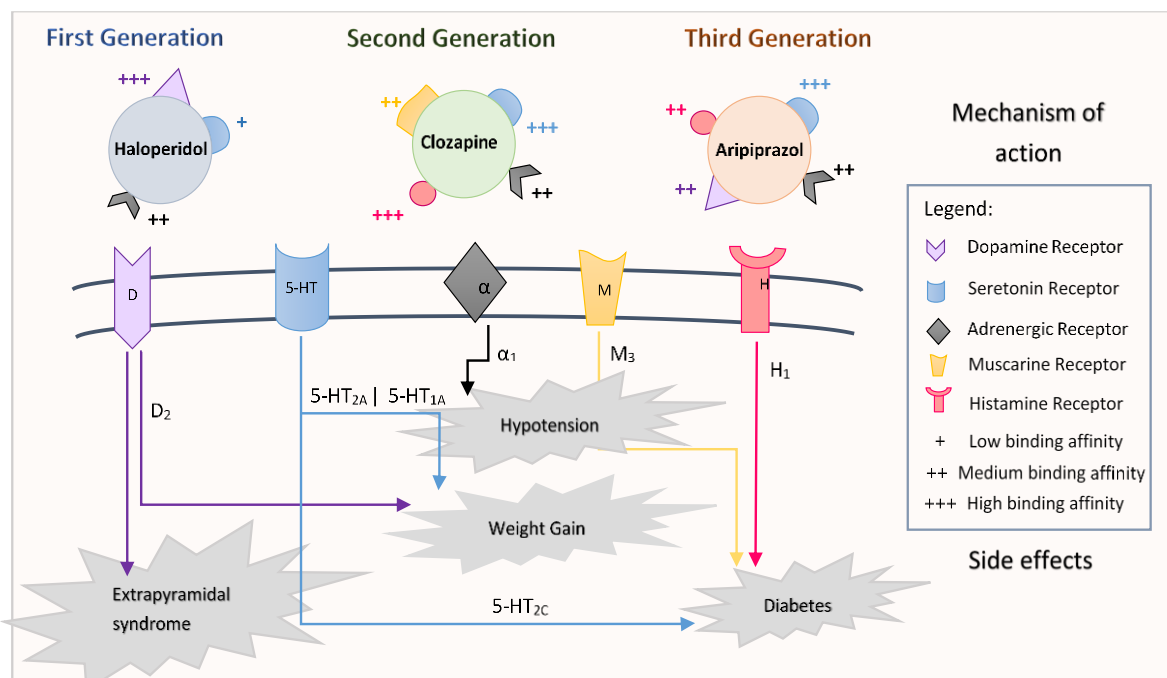 First Generation
Second Generation
Third Generation
+++
Haloperidol
+
++
++
Clozapine
+++
+++
++
+++
++
Aripiprazol
++
++
Mechanism of
action
Legend:
Dopamine Receptor
Seretonin Receptor
Adrenergic Receptor
Muscarine Receptor
Histamine Receptor
+ Low binding affinity
++ Medium binding affinity
+++ High binding affinity
D
5-HT
α
M
H
α₁
M₃
H₁
D₂
5-HT₂A | 5-HT₁A
Hypotension
Weight Gain
Side effects
Extrapyramidal
syndrome
5-HT₂C
Diabetes